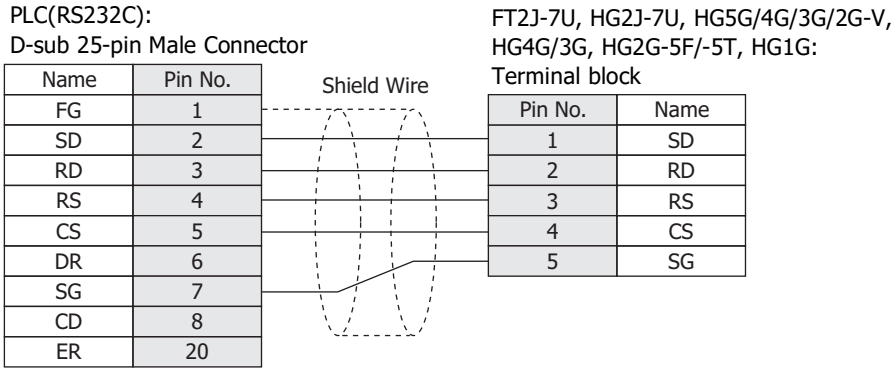 PLC(RS232C):
D-sub 25-pin Male Connector
FT2J-7U, HG2J-7U, HG5G/4G/3G/2G-V,
HG4G/3G, HG2G-5F/-5T, HG1G:
Terminal block
Shield Wire
Name Pin No.
FG 1
SD 2
RD 3
RS 4
CS 5
DR 6
SG 7
CD 8
ER 20
Pin No. Name
1 SD
2 RD
3 RS
4 CS
5 SG